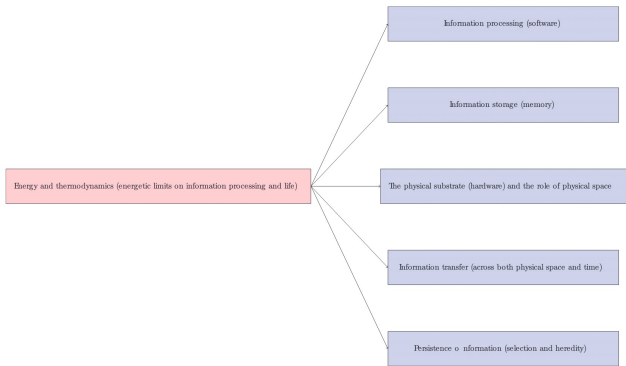 Information processing (software)
Information storage (memory)
Energy and thermodynamics (energetic limits on information processing and life)
The physical substrate (hardware) and the role of physical space
Information transfer (across both physical space and time)
Persistence o nformation (selection and heredity)